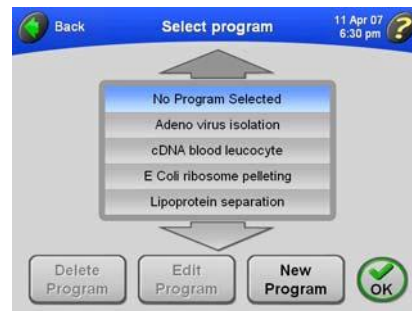 Back
Select program
11 Apr 07
6:30 pm
?
No Program Selected
Adeno virus isolation
cDNA blood leucocyte
E Coli ribosome pelleting
Lipoprotein separation
Delete
Program
Edit
Program
New
Program
OK